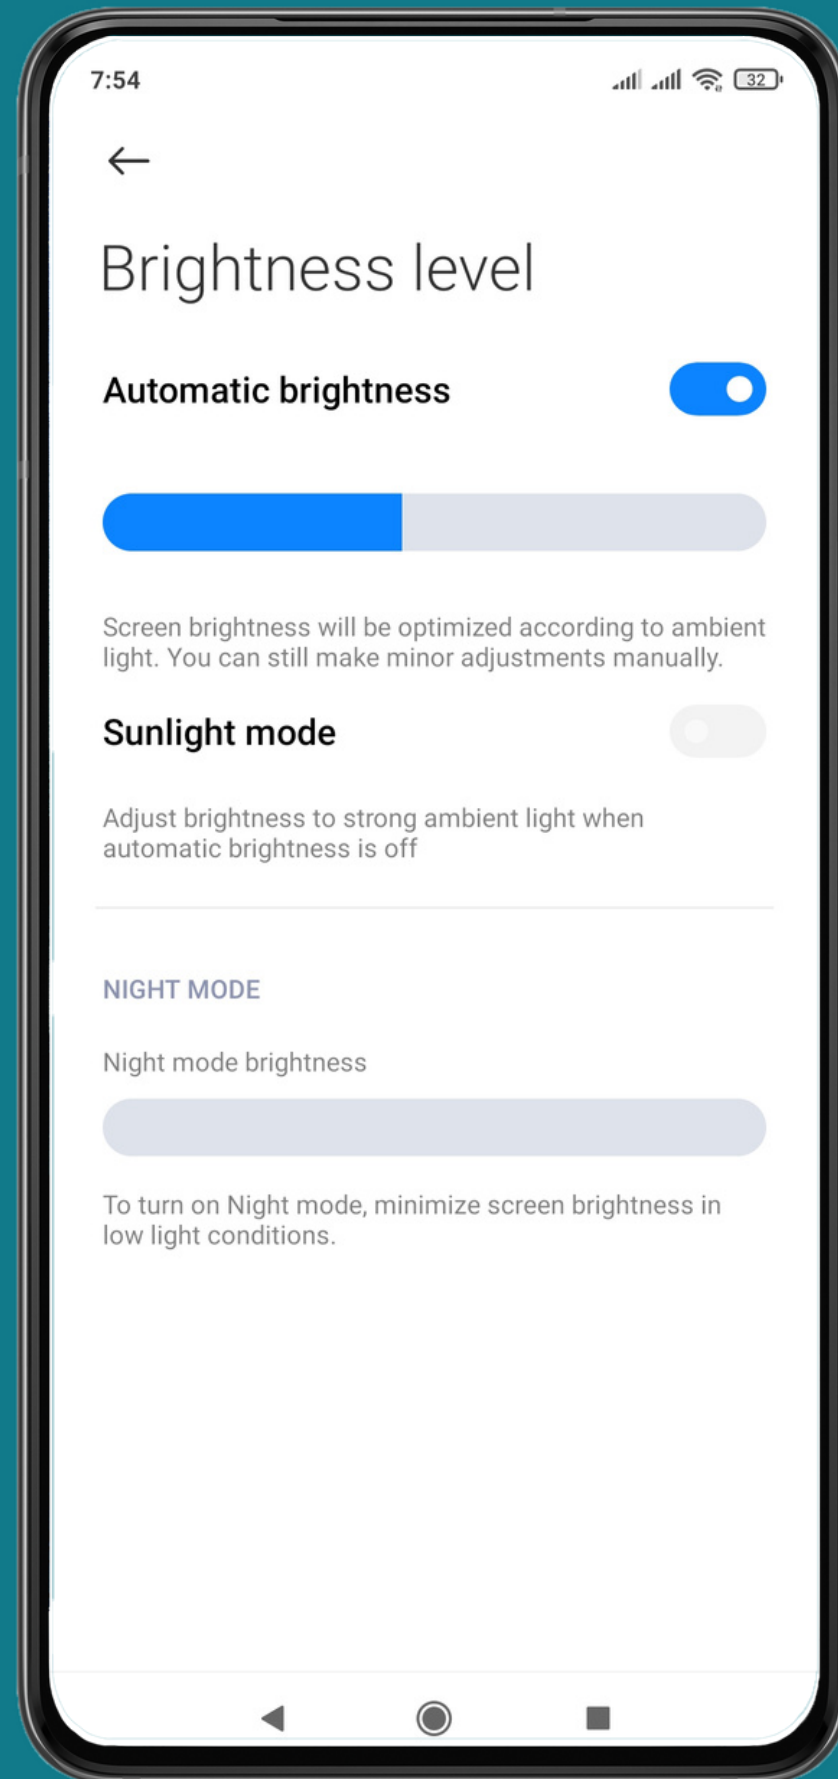 7:54
32
Brightness level
Automatic brightness
Screen brightness will be optimized according to ambient
light. You can still make minor adjustments manually.
Sunlight mode
Adjust brightness to strong ambient light when
automatic brightness is off
NIGHT MODE
Night mode brightness
To turn on Night mode, minimize screen brightness in
low light conditions.